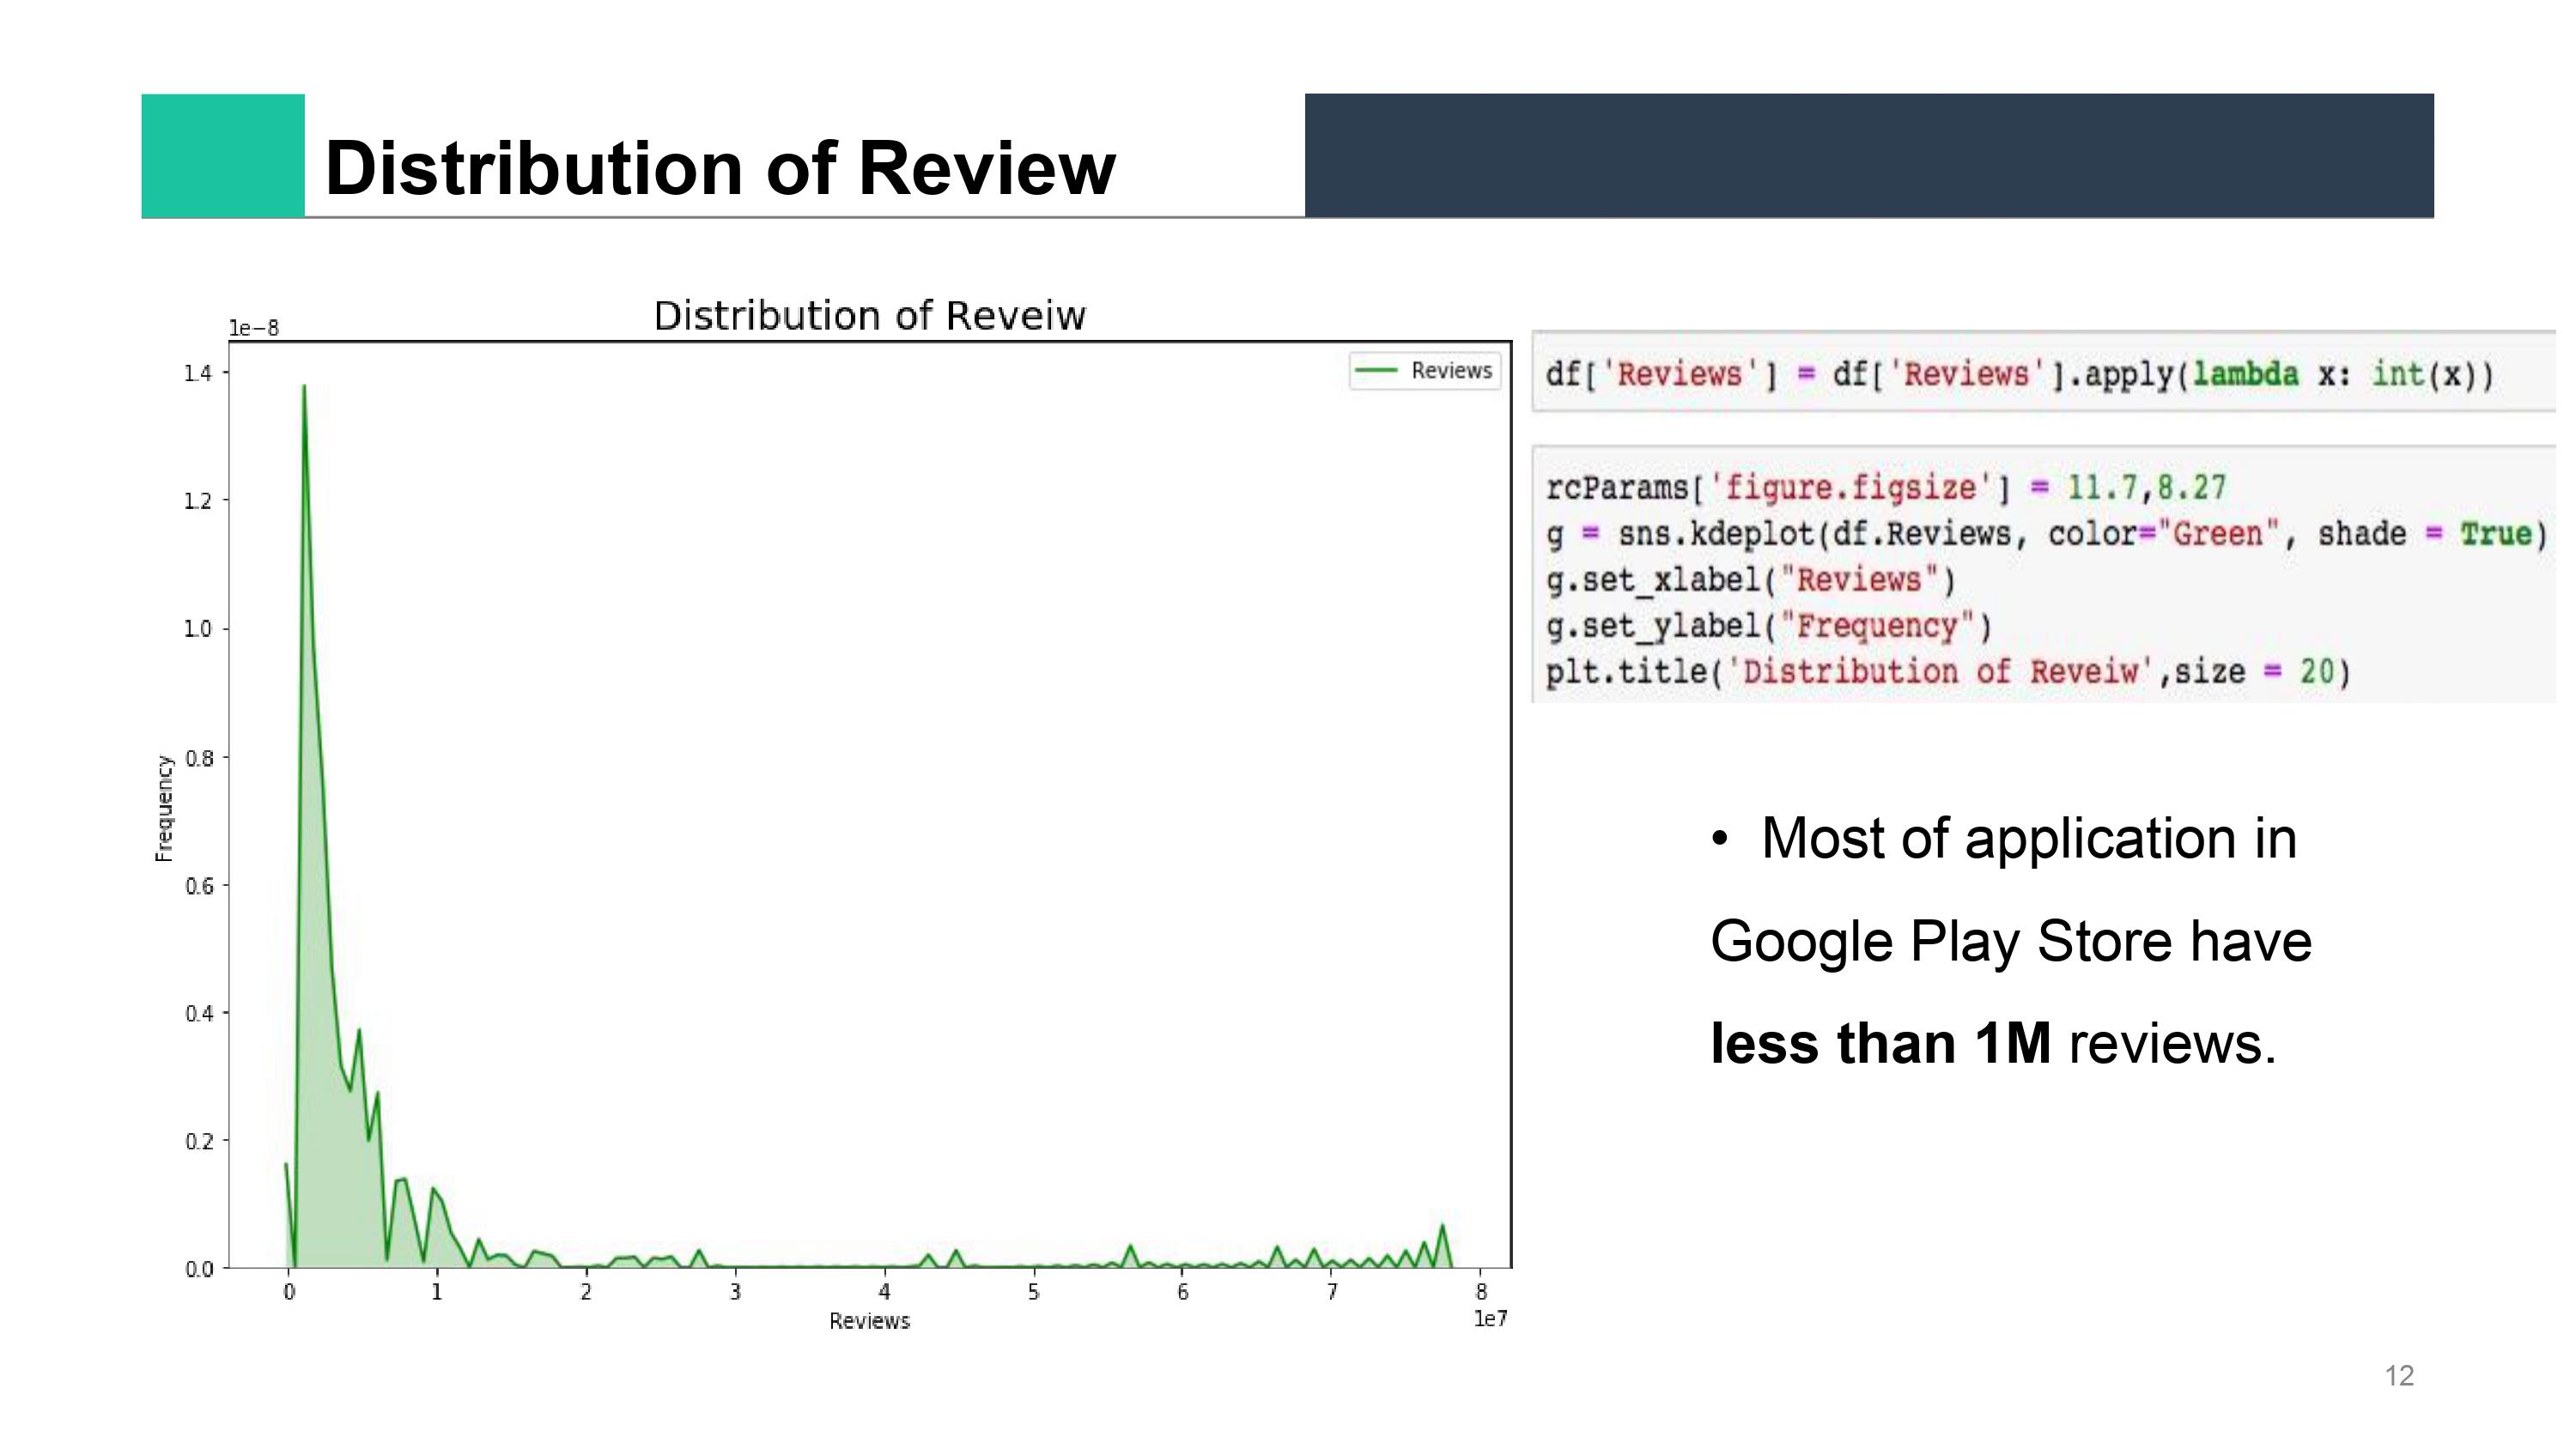 Distribution of Review
Distribution of Reveiw
1e−8
Reviews
1.4
1.2
1.0
0.8
0.6
0.4
0.2
0.0
Frequency
0 1 2 3 4 5 6 7 8
1e7
Reviews
df['Reviews'] = df['Reviews'].apply(lambda x: int(x))
rcParams['figure.figsize'] = 11.7,8.27
g = sns.kdeplot(df.Reviews, color="Green", shade = True)
g.set_xlabel("Reviews")
g.set_ylabel("Frequency")
plt.title('Distribution of Reveiw',size = 20)
• Most of application in
Google Play Store have
less than 1M reviews.
12